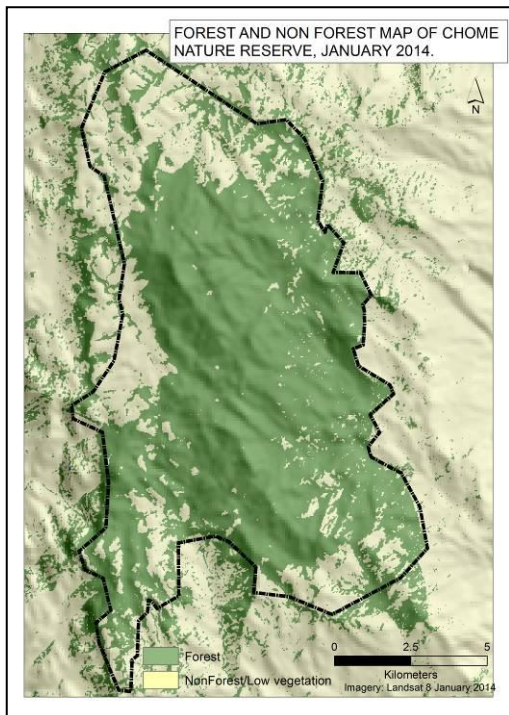 FOREST AND NON FOREST MAP OF CHOME
NATURE RESERVE, JANUARY 2014.
N
Forest
NonForest/Low vegetation
0 2.5 5
Kilometers
Imagery: Landsat 8 January 2014